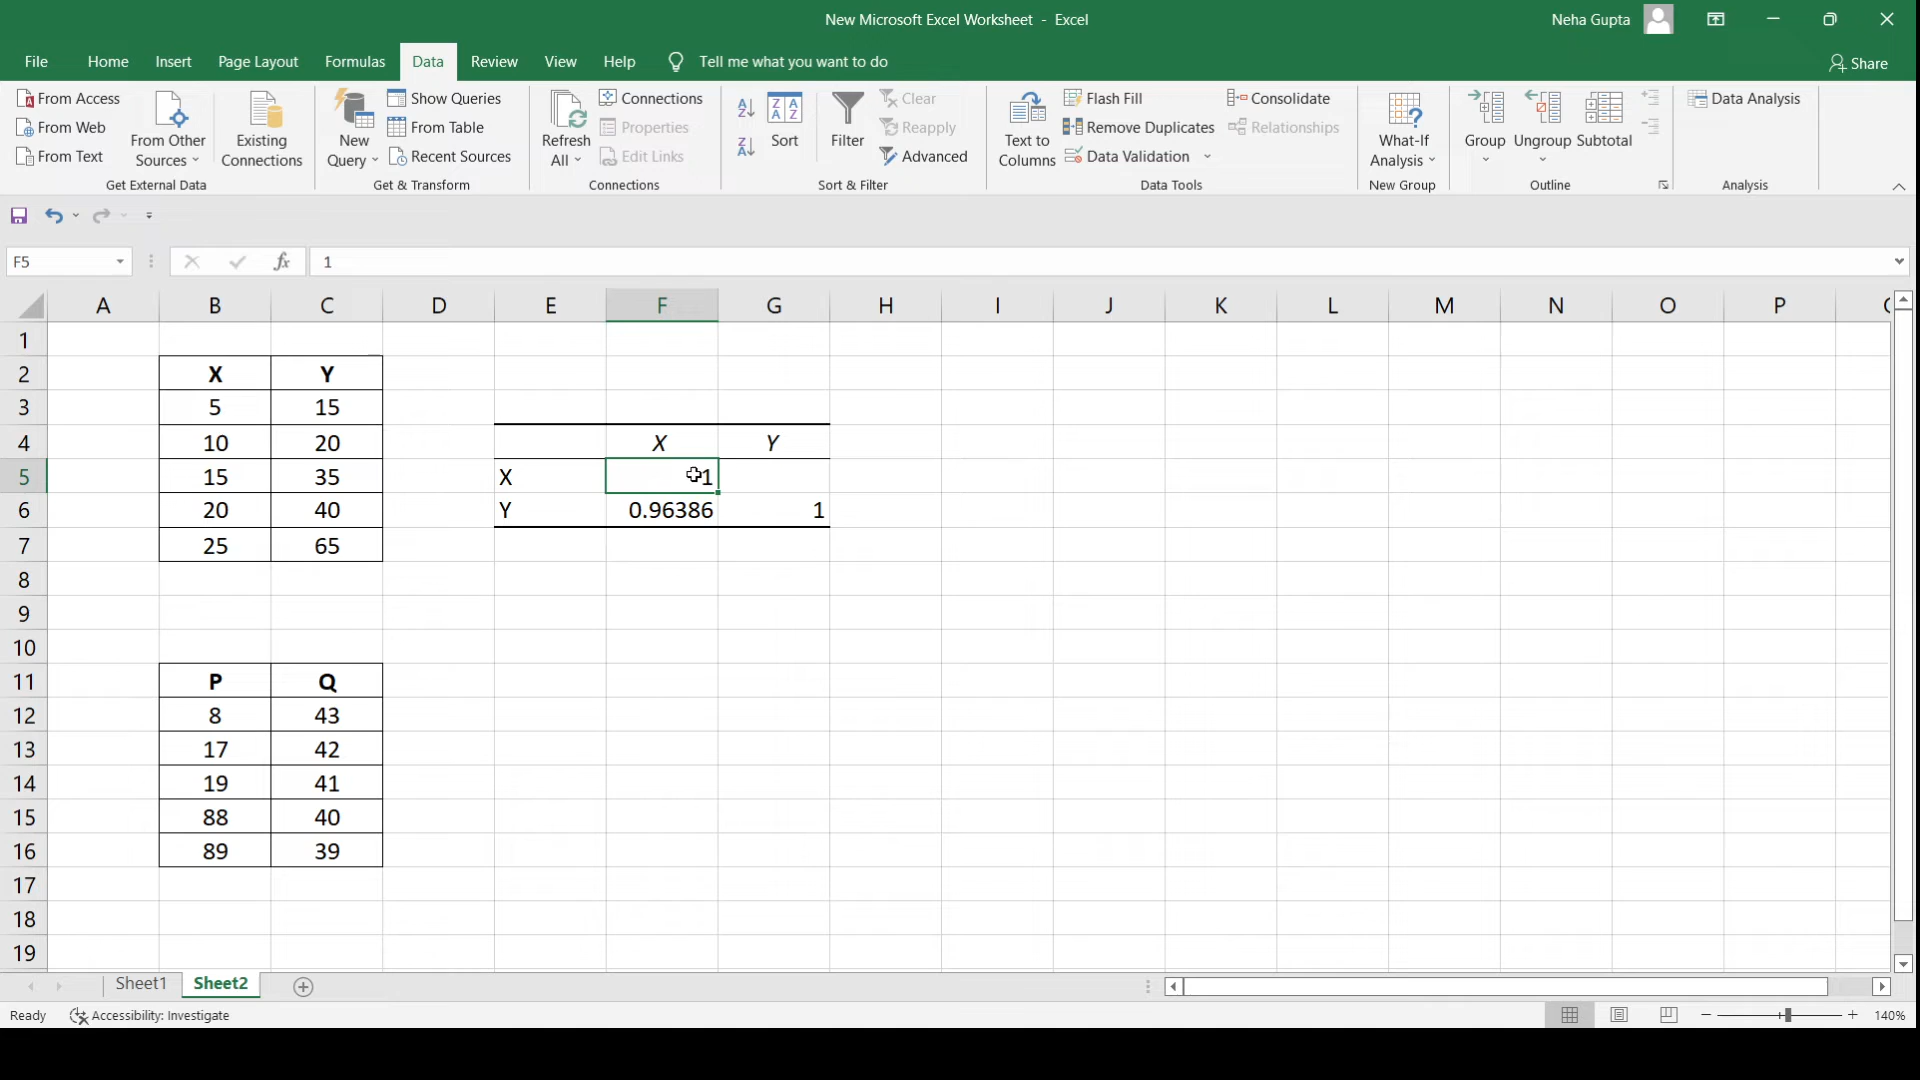 New Microsoft Excel Worksheet - Excel
Neha Gupta
File Home Insert Page Layout Formulas Data Review View Help Tell me what you want to do
Share
From Access
From Web
From Text
From Other
Sources
Existing
Connections
Get External Data
New
Query
Show Queries
From Table
Recent Sources
Get & Transform
Refresh
All
Connections
Properties
Edit Links
Connections
Sort
Filter
Clear
Reapply
Advanced
Sort & Filter
Text to
Columns
Flash Fill
Remove Duplicates
Data Validation
Consolidate
Relationships
Data Tools
What-If
Analysis
New Group
Group
Ungroup
Subtotal
Outline
Data Analysis
Analysis
F5
fx
1
A B C D E F G H I J K L M N O P
1
2 X Y
3 5 15
4 10 20 X Y
5 15 35 X 1
6 20 40 Y 0.96386 1
7 25 65
8
9
10
11 P Q
12 8 43
13 17 42
14 19 41
15 88 40
16 89 39
17
18
19
Sheet1 Sheet2
Ready Accessibility: Investigate
140%